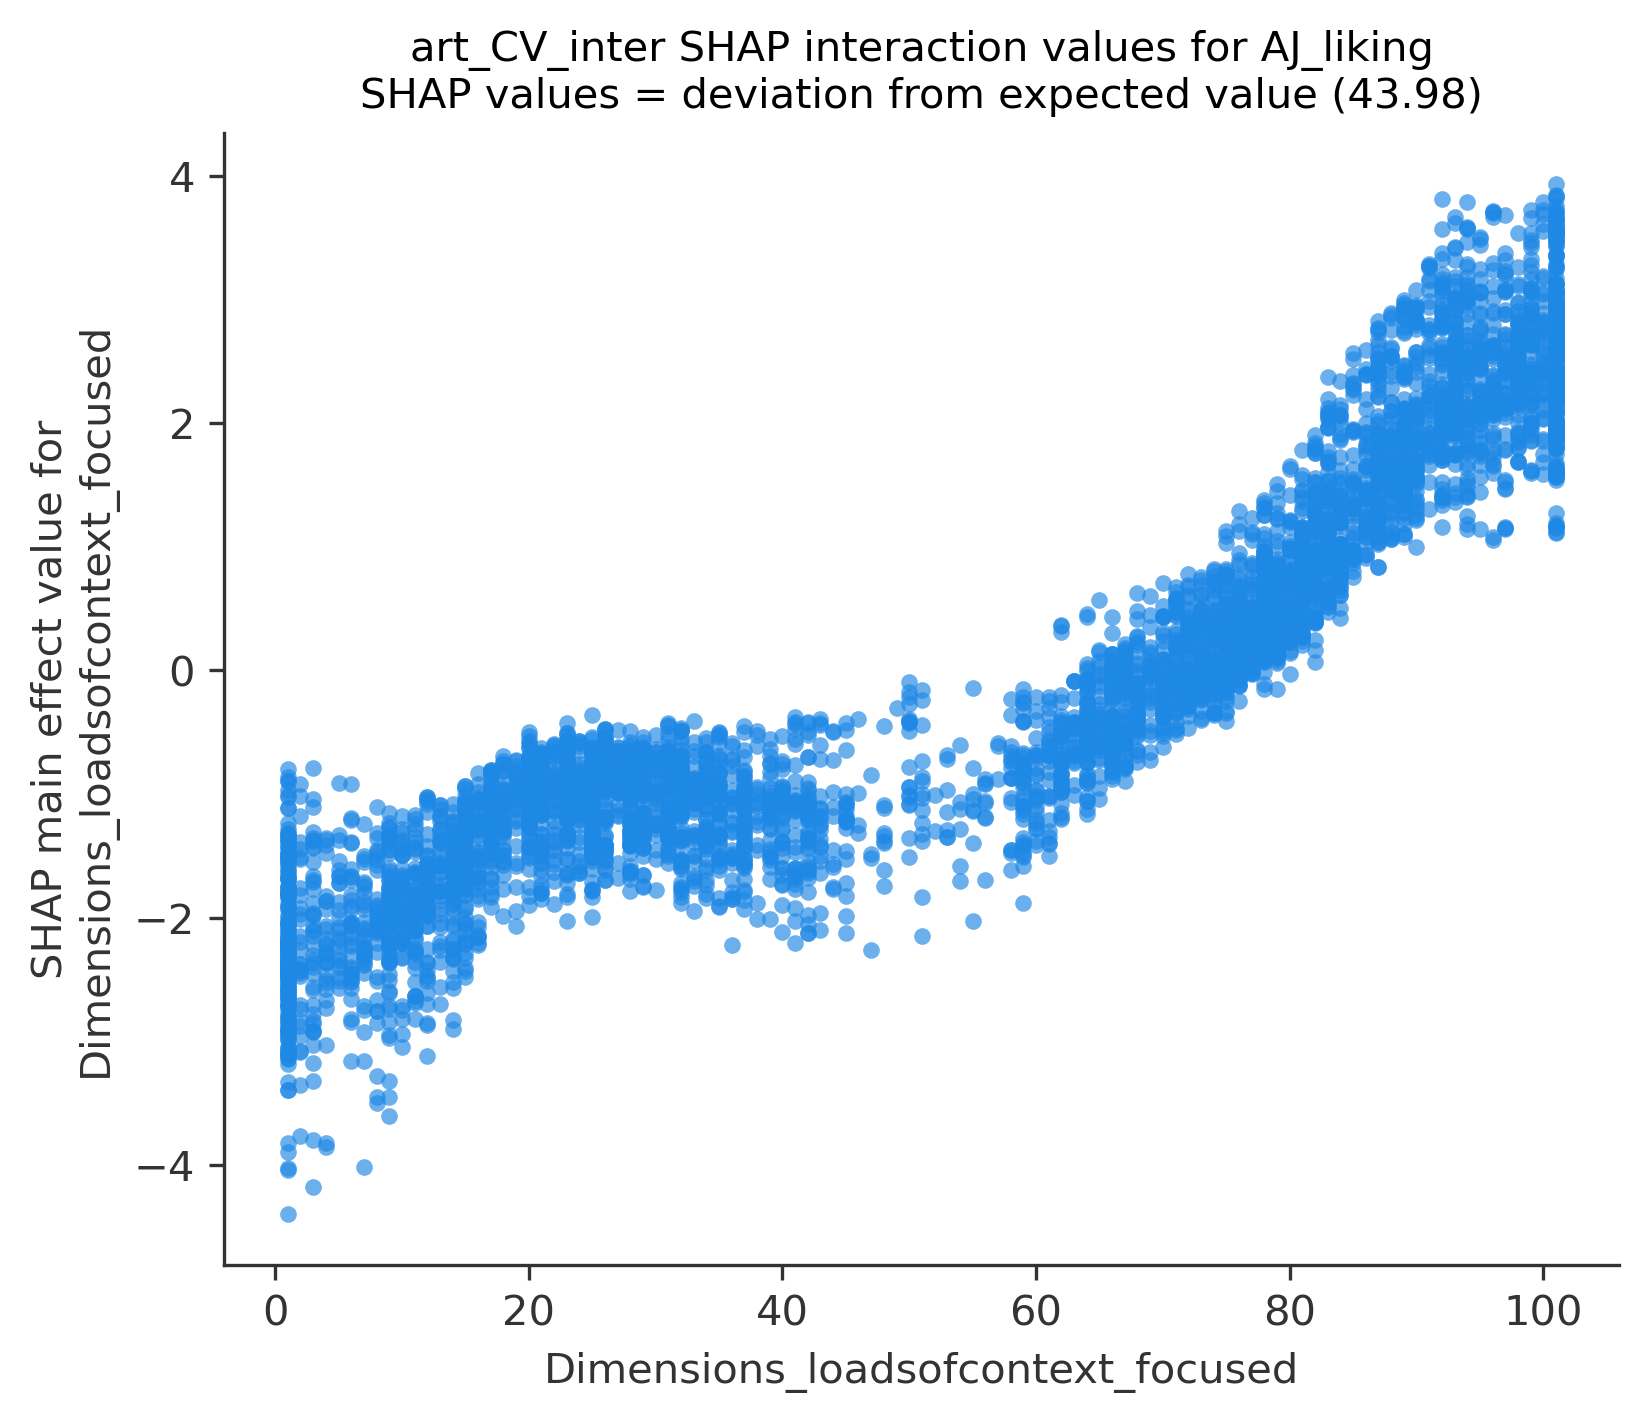 art_CV_inter SHAP interaction values for AJ_liking
SHAP values = deviation from expected value (43.98)
SHAP main effect value for
Dimensions_loadsofcontext_focused
4
2
0
−2
−4
0 20 40 60 80 100
Dimensions_loadsofcontext_focused